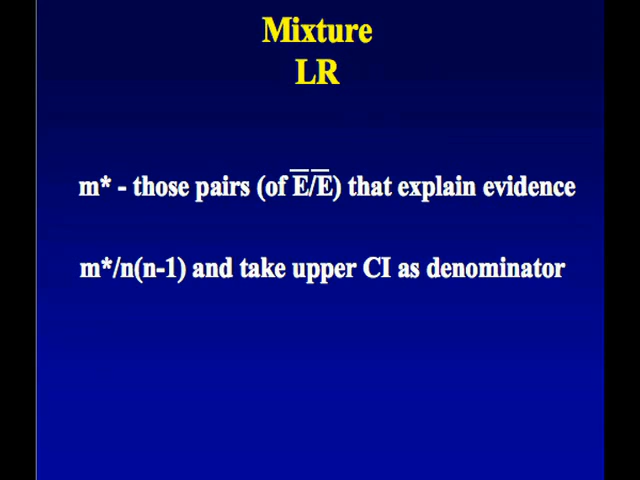 Mixture
LR
m* - those pairs (of E̅/E̅) that explain evidence
m*/n(n-1) and take upper CI as denominator